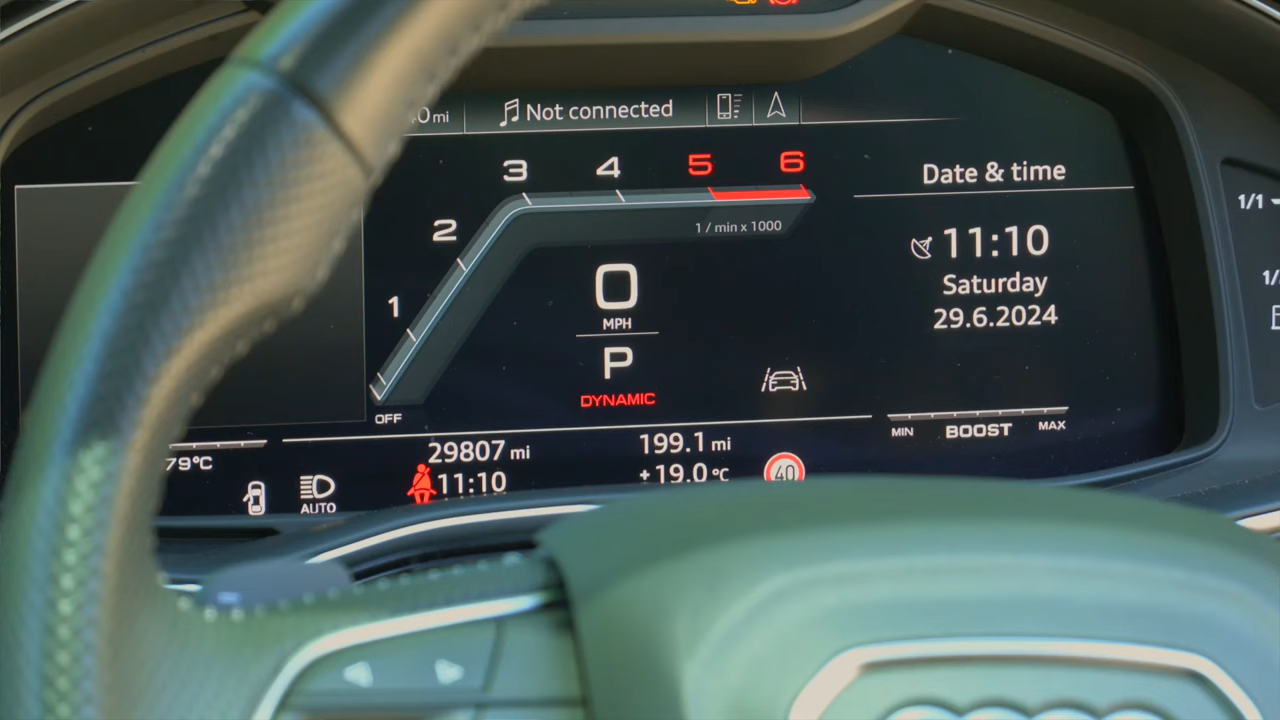 0mi
Not connected
3 4 5 6
Date & time
2
1 / min x 1000
1/1
11:10
0
Saturday
1
MPH
29.6.2024
P
DYNAMIC
OFF
MIN BOOST MAX
29807 mi 199.1 mi
79°C
11:10 +19.0 °C 40
AUTO